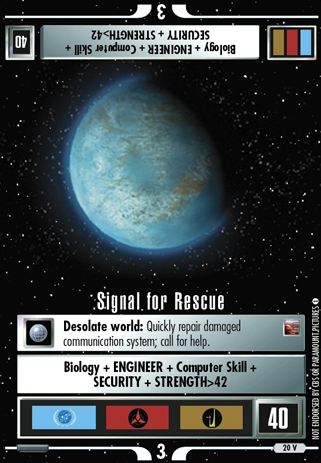 3
Biology + ENGINEER + Computer Skill +
SECURITY + STRENGTH>42
40
Signal for Rescue
Desolate world: Quickly repair damaged
communication system; call for help.
Biology + ENGINEER + Computer Skill +
SECURITY + STRENGTH>42
40
3
20 V
NOT ENDORSED BY CBS OR PARAMOUNT PICTURES